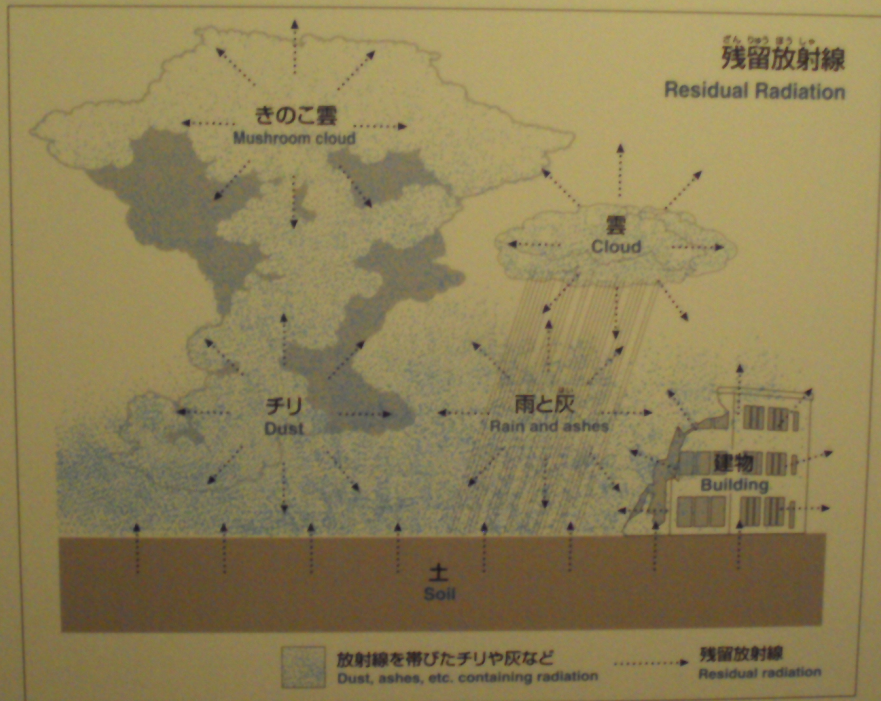 ざん りゅう ほう しゃ
残留放射線
Residual Radiation
きのこ雲
Mushroom cloud
雲
Cloud
チリ
Dust
雨と灰
Rain and ashes
建物
Building
土
Soil
放射線を帯びたチリや灰など
Dust, ashes, etc. containing radiation
残留放射線
Residual radiation